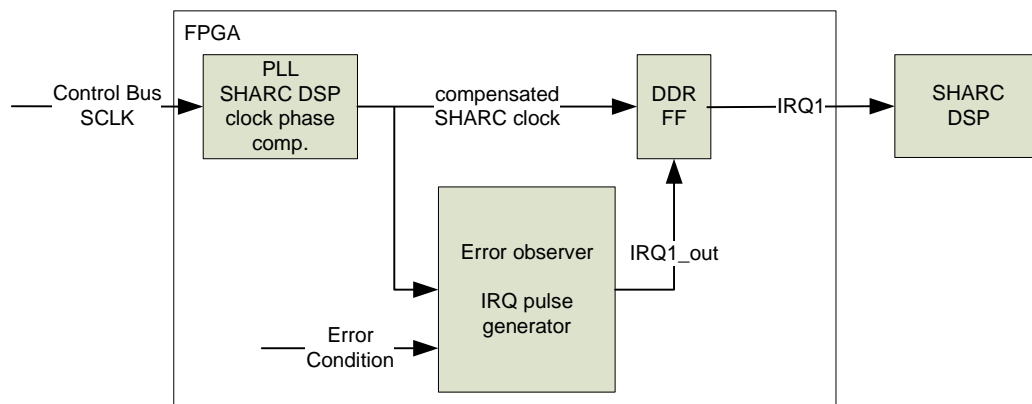 FPGA
Control Bus
SCLK
PLL
SHARC DSP
clock phase
comp.
compensated
SHARC clock
DDR
FF
IRQ1
SHARC
DSP
Error observer
IRQ pulse
generator
IRQ1_out
Error
Condition